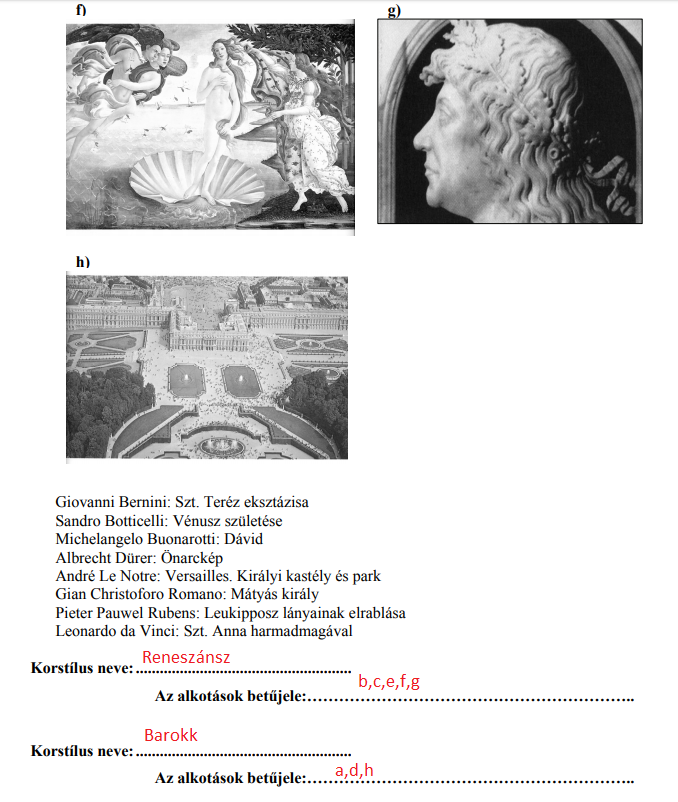 f) g)
h)
Giovanni Bernini: Szt. Teréz eksztázisa
Sandro Botticelli: Vénusz születése
Michelangelo Buonarotti: Dávid
Albrecht Dürer: Önarckép
André Le Notre: Versailles. Királyi kastély és park
Gian Christoforo Romano: Mátyás király
Pieter Pauwel Rubens: Leukipposz lányainak elrablása
Leonardo da Vinci: Szt. Anna harmadmagával
Korstílus neve: Reneszánsz
Az alkotások betűjele: b,c,e,f,g
Korstílus neve: Barokk
Az alkotások betűjele: a,d,h